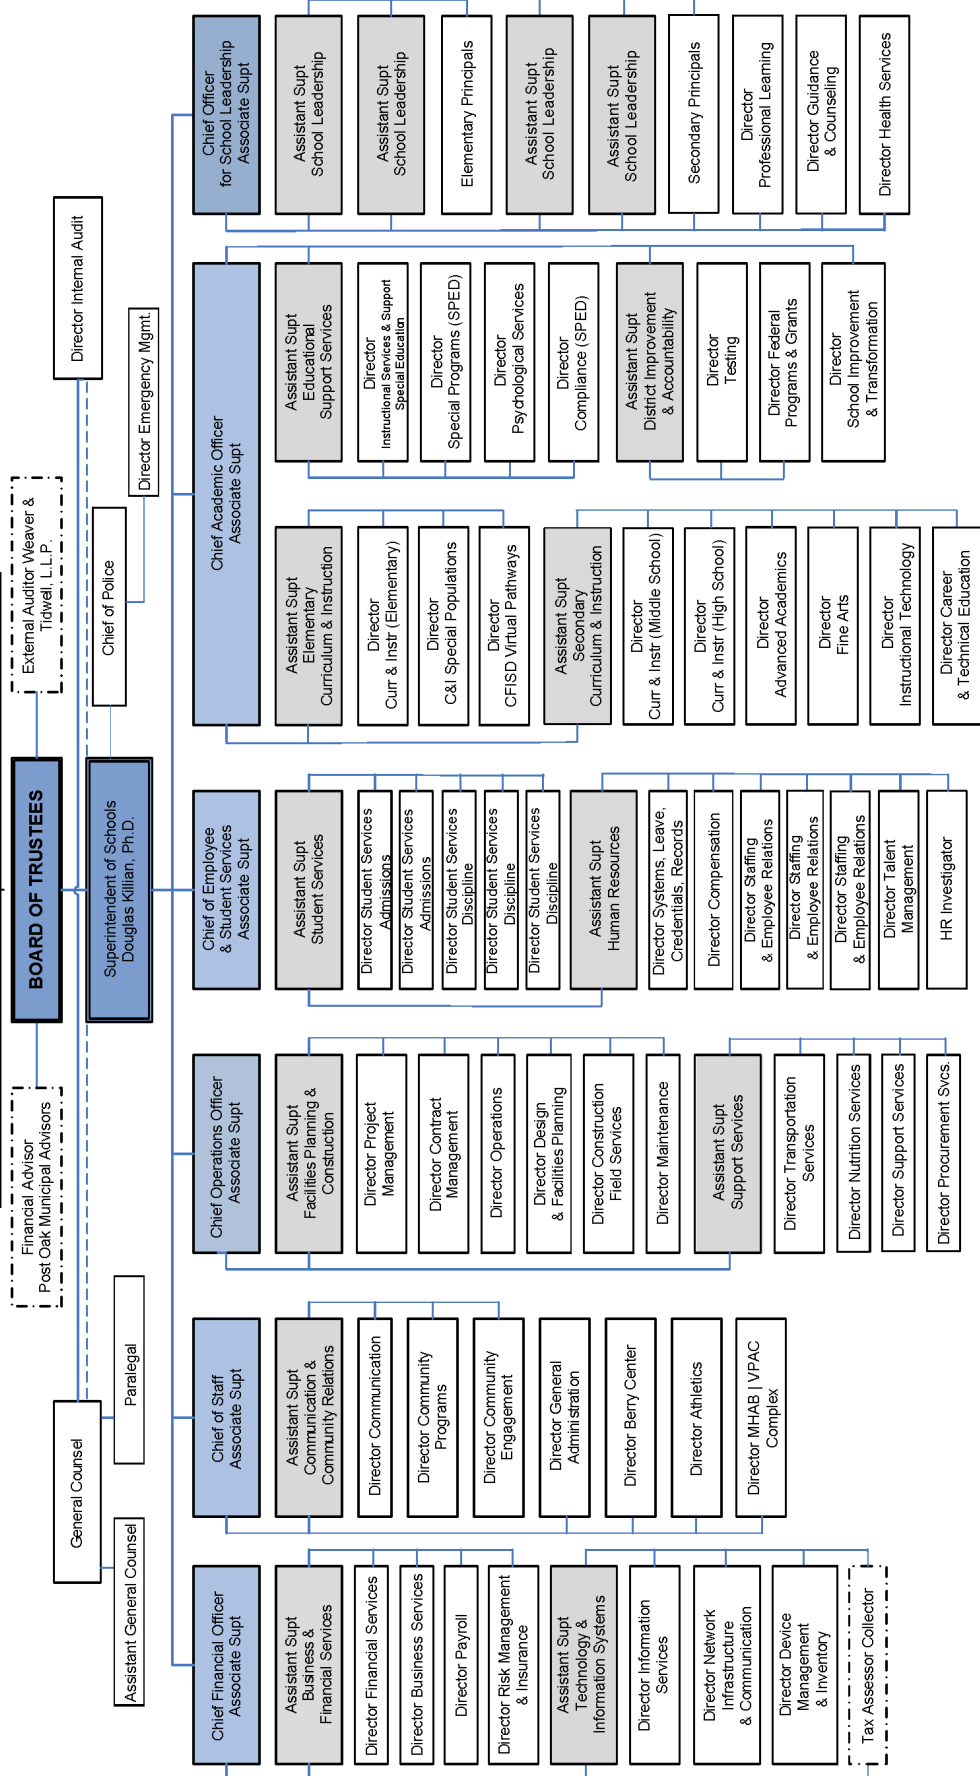 BOARD OF TRUSTEES
Financial Advisor
Post Oak Municipal Advisors
External Auditor Weaver &
Tidwell, L.L.P.
General Counsel
Director Internal Audit
Superintendent of Schools
Douglas Killian, Ph.D.
Assistant General Counsel
Paralegal
Chief of Police
Director Emergency Mgmt.
Chief Financial Officer
Associate Supt
Assistant Supt
Business &
Financial Services
Director Financial Services
Director Business Services
Director Payroll
Director Risk Management
& Insurance
Assistant Supt
Technology &
Information Systems
Director Information
Services
Director Network
Infrastructure
& Communication
Director Device
Management
& Inventory
Tax Assessor Collector
Chief of Staff
Associate Supt
Assistant Supt
Communication &
Community Relations
Director Communication
Director Community
Programs
Director Community
Engagement
Director General
Administration
Director Berry Center
Director Athletics
Director MHAB | VPAC
Complex
Chief Operations Officer
Associate Supt
Assistant Supt
Facilities Planning &
Construction
Director Project
Management
Director Contract
Management
Director Operations
Director Design
& Facilities Planning
Director Construction
Field Services
Director Maintenance
Assistant Supt
Support Services
Director Transportation
Services
Director Nutrition Services
Director Support Services
Director Procurement Svcs.
Chief of Employee
& Student Services
Associate Supt
Assistant Supt
Student Services
Director Student Services
Admissions
Director Student Services
Admissions
Director Student Services
Discipline
Director Student Services
Discipline
Director Student Services
Discipline
Assistant Supt
Human Resources
Director Systems, Leave,
Credentials, Records
Director Compensation
Director Staffing
& Employee Relations
Director Staffing
& Employee Relations
Director Staffing
& Employee Relations
Director Talent
Management
HR Investigator
Chief Academic Officer
Associate Supt
Assistant Supt
Elementary
Curriculum & Instruction
Director
Curr & Instr (Elementary)
Director
C&I Special Populations
Director
CFISD Virtual Pathways
Assistant Supt
Secondary
Curriculum & Instruction
Director
Curr & Instr (Middle School)
Director
Curr & Instr (High School)
Director
Advanced Academics
Director
Fine Arts
Director
Instructional Technology
Director Career
& Technical Education
Assistant Supt
Educational
Support Services
Director
Instructional Services & Support
Special Education
Director
Special Programs (SPED)
Director
Psychological Services
Director
Compliance (SPED)
Assistant Supt
District Improvement
& Accountability
Director
Testing
Director Federal
Programs & Grants
Director
School Improvement
& Transformation
Chief Officer
for School Leadership
Associate Supt
Assistant Supt
School Leadership
Assistant Supt
School Leadership
Elementary Principals
Assistant Supt
School Leadership
Assistant Supt
School Leadership
Secondary Principals
Director
Professional Learning
Director Guidance
& Counseling
Director Health Services